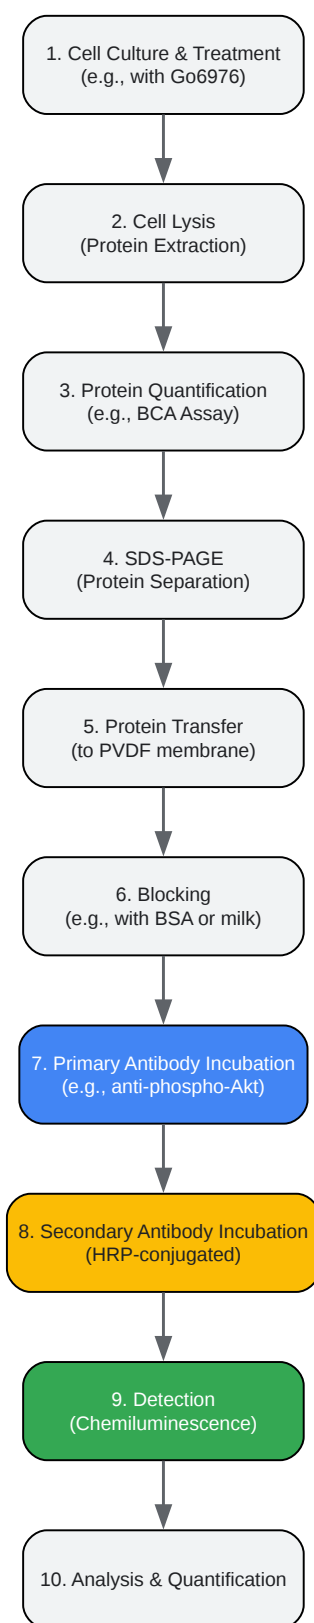 1. Cell Culture & Treatment
(e.g., with Go6976)
2. Cell Lysis
(Protein Extraction)
3. Protein Quantification
(e.g., BCA Assay)
4. SDS-PAGE
(Protein Separation)
5. Protein Transfer
(to PVDF membrane)
6. Blocking
(e.g., with BSA or milk)
7. Primary Antibody Incubation
(e.g., anti-phospho-Akt)
8. Secondary Antibody Incubation
(HRP-conjugated)
9. Detection
(Chemiluminescence)
10. Analysis & Quantification